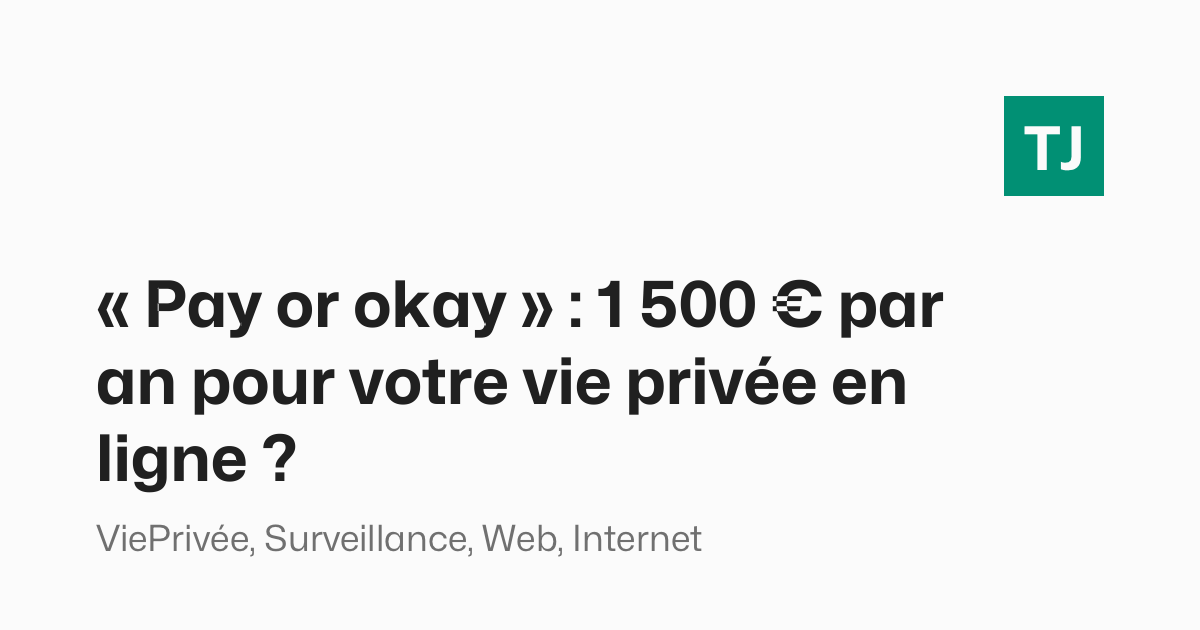 TJ
« Pay or okay » : 1 500 € par
an pour votre vie privée en
ligne ?
ViePrivée, Surveillance, Web, Internet